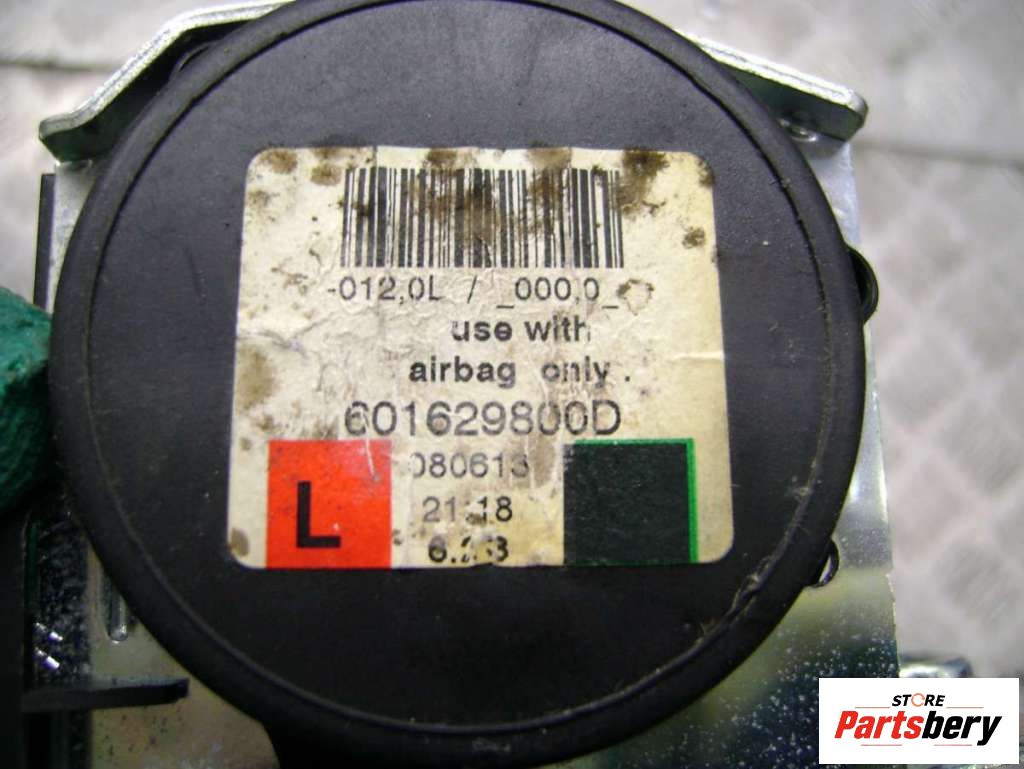 -012,0L / _000,0_
use with
airbag only.
601629800D
080613
L
21 18
STORE
Partsbery